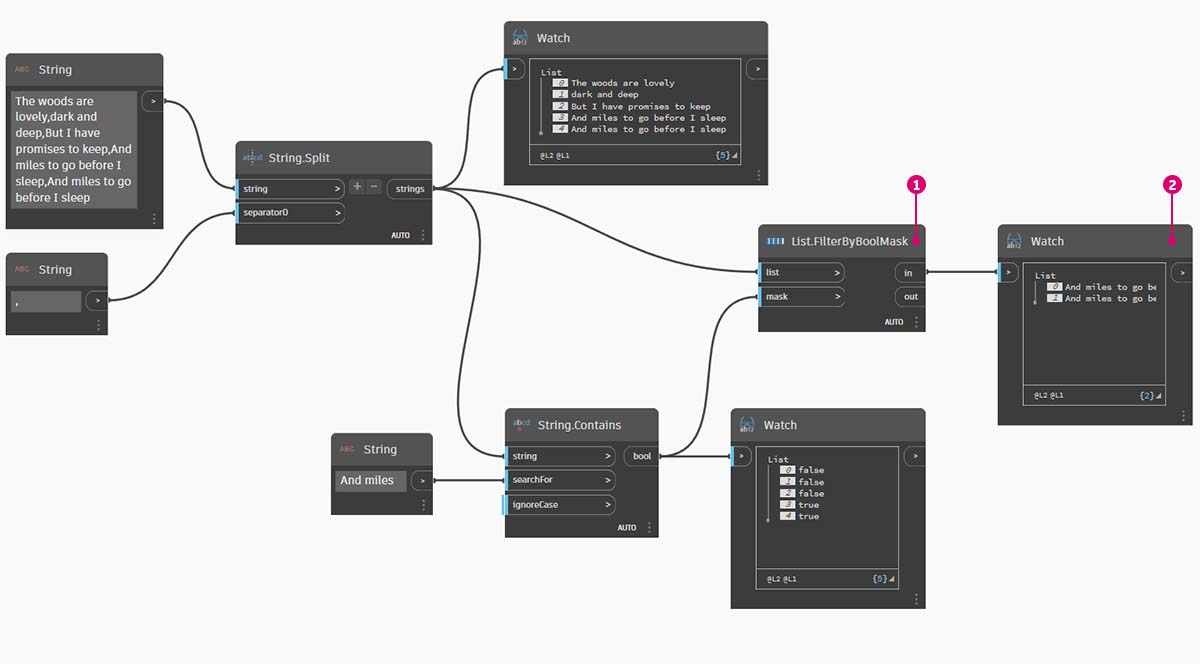 ABC String
The woods are
lovely,dark and
deep,But I have
promises to keep,And
miles to go before I
sleep,And miles to go
before I sleep
>
ABC String
,
>
abcd String.Split
string >
separator0 >
+ −
strings
AUTO
ab12 Watch
>
>
List
0 The woods are lovely
1 dark and deep
2 But I have promises to keep
3 And miles to go before I sleep
4 And miles to go before I sleep
@L2 @L1 {5}
ABC String
And miles
>
abcd String.Contains
string >
searchFor >
ignoreCase >
bool
AUTO
1
List.FilterByBoolMask
list >
mask >
in
out
AUTO
ab12 Watch
>
>
List
0 false
1 false
2 false
3 true
4 true
@L2 @L1 {5}
2
ab12 Watch
>
>
List
0 And miles to go be
1 And miles to go be
@L2 @L1 {2}